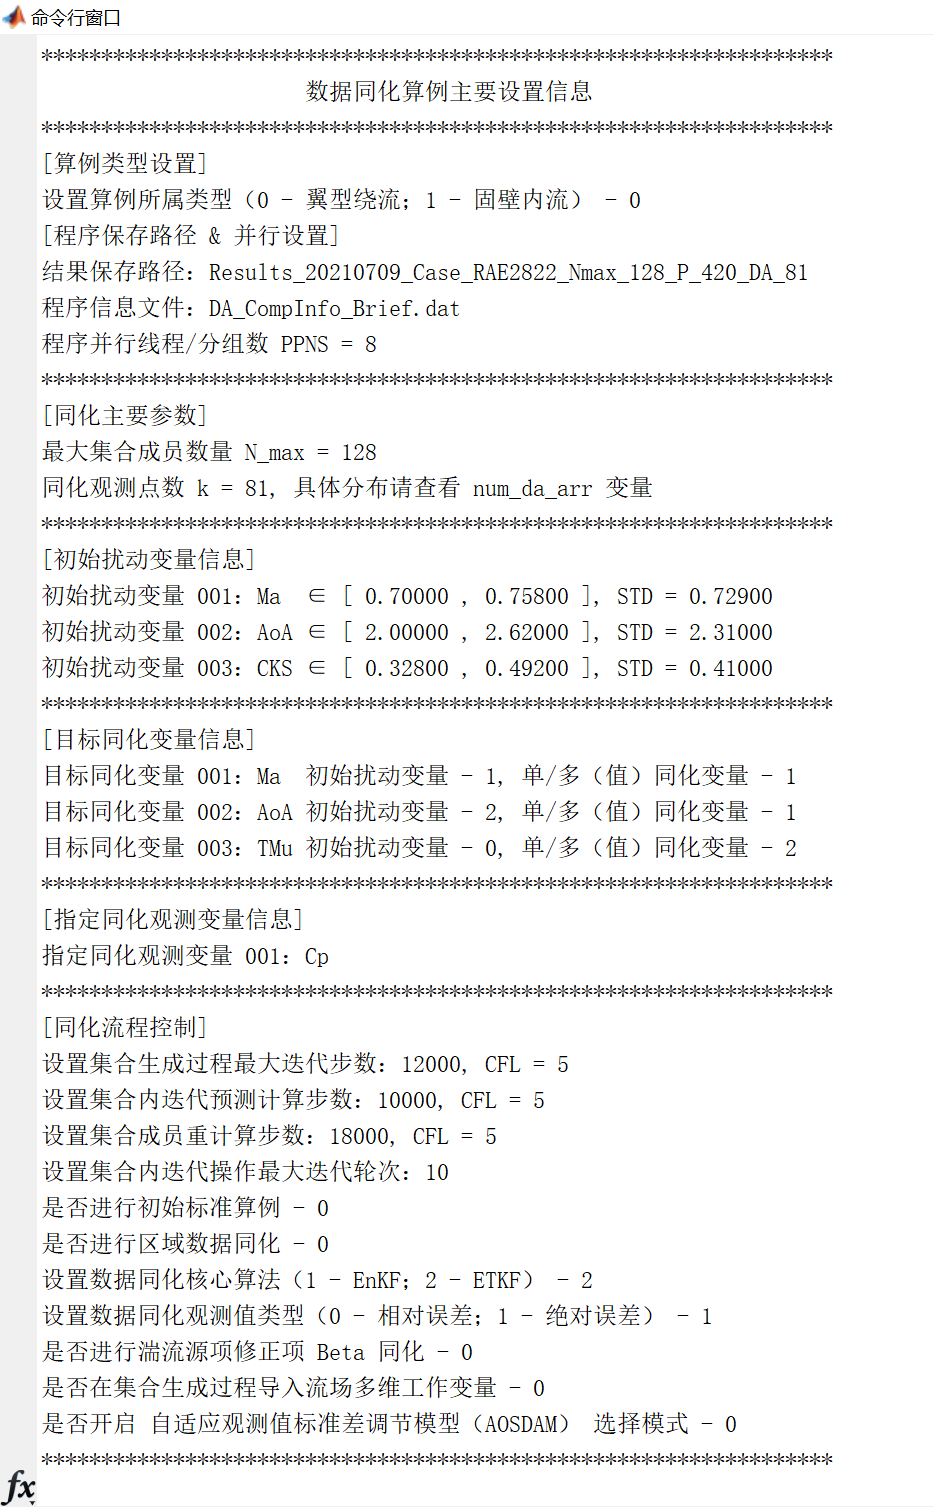 命令行窗口
******************************************************************
数据同化算例主要设置信息
******************************************************************
[算例类型设置]
设置算例所属类型（0 - 翼型绕流；1 - 固壁内流） - 0
[程序保存路径 & 并行设置]
结果保存路径：Results_20210709_Case_RAE2822_Nmax_128_P_420_DA_81
程序信息文件：DA_CompInfo_Brief.dat
程序并行线程/分组数 PPNS = 8
******************************************************************
[同化主要参数]
最大集合成员数量 N_max = 128
同化观测点数 k = 81, 具体分布请查看 num_da_arr 变量
******************************************************************
[初始扰动变量信息]
初始扰动变量 001：Ma  ∈ [ 0.70000 , 0.75800 ], STD = 0.72900
初始扰动变量 002：AoA ∈ [ 2.00000 , 2.62000 ], STD = 2.31000
初始扰动变量 003：CKS ∈ [ 0.32800 , 0.49200 ], STD = 0.41000
******************************************************************
[目标同化变量信息]
目标同化变量 001：Ma  初始扰动变量 - 1, 单/多（值）同化变量 - 1
目标同化变量 002：AoA 初始扰动变量 - 2, 单/多（值）同化变量 - 1
目标同化变量 003：TMu 初始扰动变量 - 0, 单/多（值）同化变量 - 2
******************************************************************
[指定同化观测变量信息]
指定同化观测变量 001：Cp
******************************************************************
[同化流程控制]
设置集合生成过程最大迭代步数：12000, CFL = 5
设置集合内迭代预测计算步数：10000, CFL = 5
设置集合成员重计算步数：18000, CFL = 5
设置集合内迭代操作最大迭代轮次：10
是否进行初始标准算例 - 0
是否进行区域数据同化 - 0
设置数据同化核心算法（1 - EnKF；2 - ETKF） - 2
设置数据同化观测值类型（0 - 相对误差；1 - 绝对误差） - 1
是否进行湍流源项修正项 Beta 同化 - 0
是否在集合生成过程导入流场多维工作变量 - 0
是否开启 自适应观测值标准差调节模型（AOSDAM） 选择模式 - 0
******************************************************************
fx